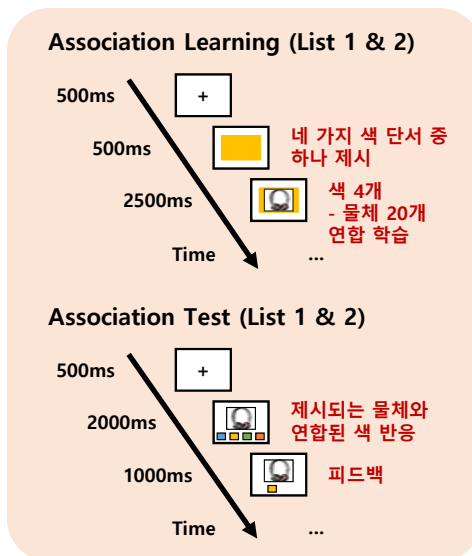 Association Learning (List 1 & 2)
500ms
+
500ms
네 가지 색 단서 중
하나 제시
2500ms
색 4개
- 물체 20개
연합 학습
Time
...
Association Test (List 1 & 2)
500ms
+
2000ms
제시되는 물체와
연합된 색 반응
1000ms
피드백
Time
...